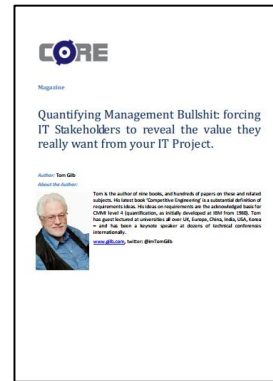 CORE
Magazine
Quantifying Management Bullshit: forcing
IT Stakeholders to reveal the value they
really want from your IT Project.
Author: Tom Gilb
About the Author:
Tom is the author of nine books, and hundreds of papers on these and related
subjects. His latest book 'Competitive Engineering' is a substantial definition of
requirements ideas. His ideas on requirements are the acknowledged basis for
CMMI level 4 (quantification, as initially developed at IBM from 1980). Tom
has guest lectured at universities all over UK, Europe, China, India, USA, Korea
– and has been a keynote speaker at dozens of technical conferences
internationally.
www.gilb.com, twitter: @imTomGilb